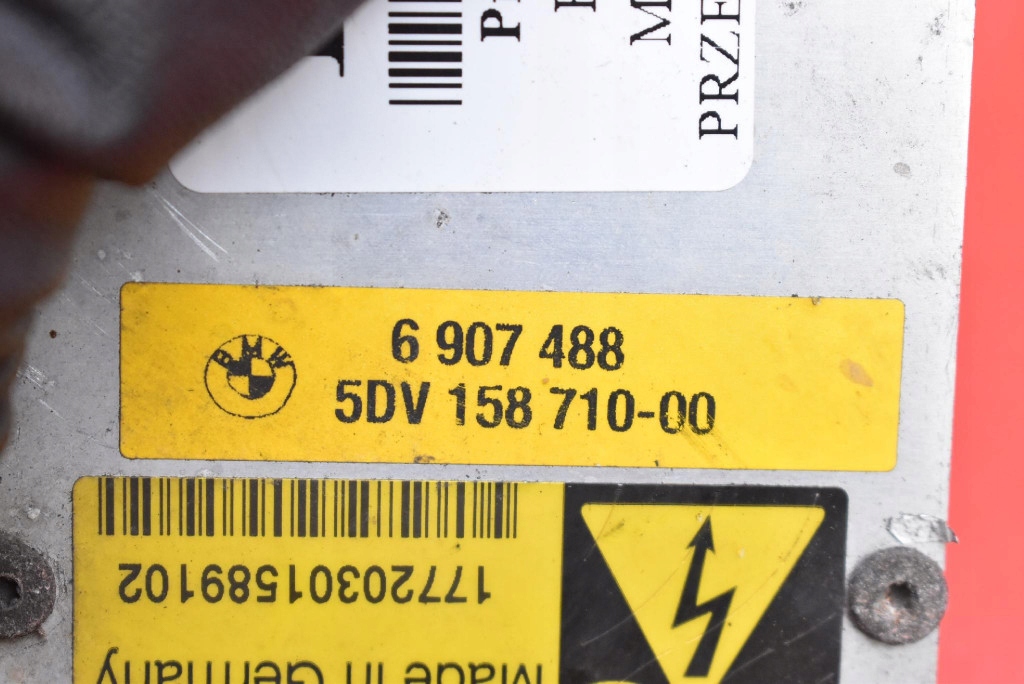 PRZE
BMW
6 907 488
5DV 158 710-00
17720301589102
Made in Germany